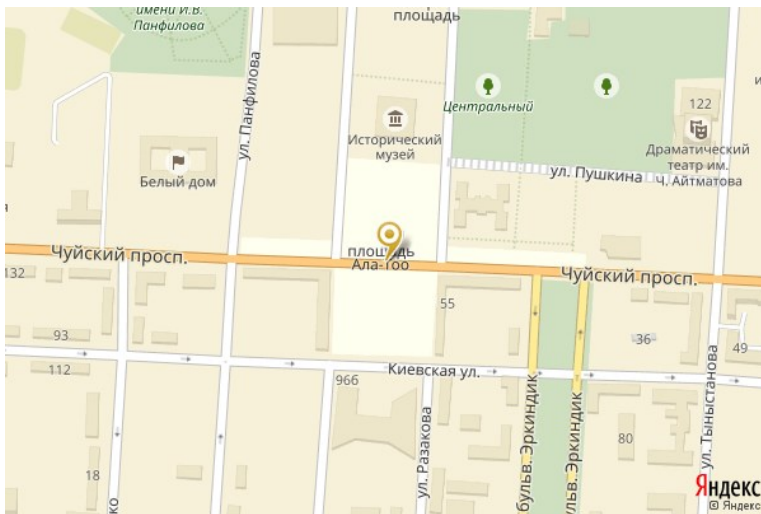 имени И.В.
Панфилова
площадь
ул. Панфилова
Центральный
122
Исторический
музей
Драматический
театр им.
Ч. Айтматова
ул. Пушкина
Белый дом
площадь
Ала-Тоо
Чуйский просп.
Чуйский просп.
132
55
93
36
49
112
966
Киевская ул.
ул. Разакова
бульв. Эркиндик
бульв. Эркиндик
ул. Тыныстанова
80
18
Яндекс
© Яндекс